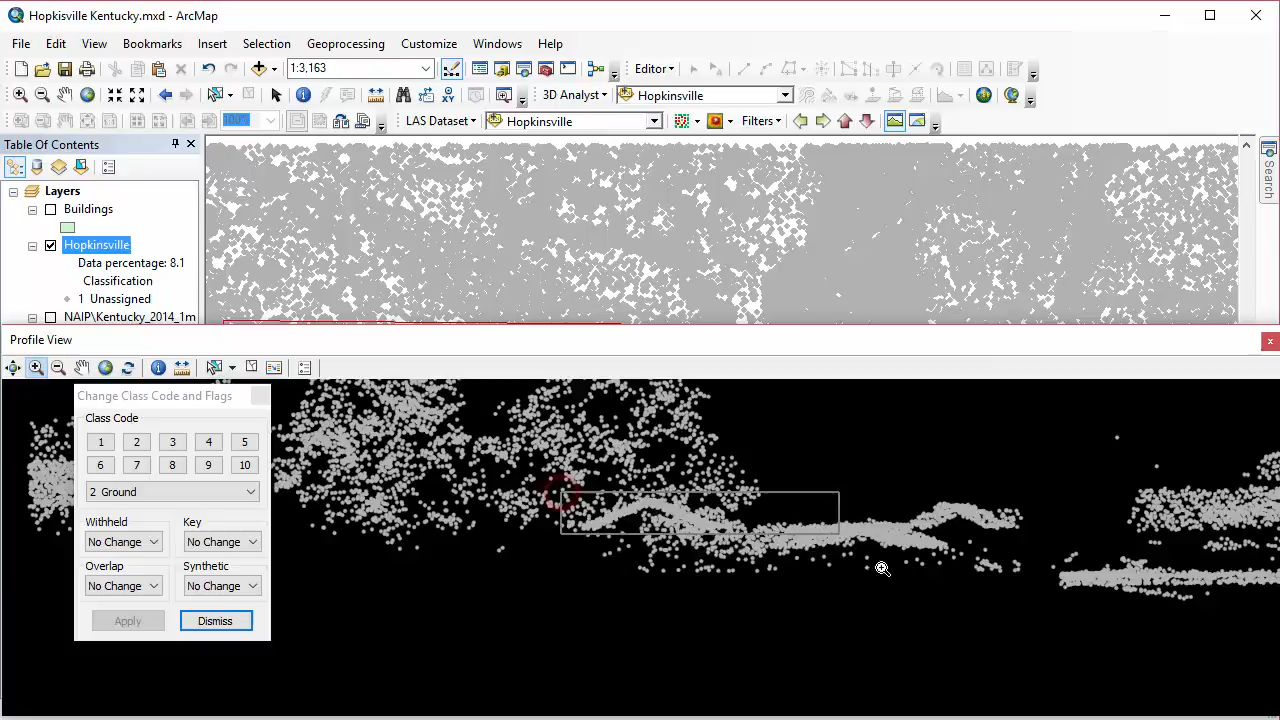 Hopkisville Kentucky.mxd - ArcMap
File Edit View Bookmarks Insert Selection Geoprocessing Customize Windows Help
1:3,163 Editor
3D Analyst Hopkinsville
100% LAS Dataset Hopkinsville Filters
Table Of Contents
Search
Layers
Buildings
Hopkinsville
Data percentage: 8.1
Classification
1 Unassigned
NAIP\Kentucky_2014_1m
Profile View
Change Class Code and Flags
Class Code
1 2 3 4 5
6 7 8 9 10
2 Ground
Withheld Key
No Change No Change
Overlap Synthetic
No Change No Change
Apply Dismiss